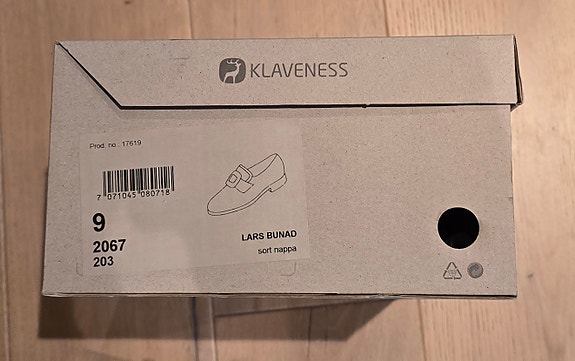 KLAVENESS
Prod. no.: 17619
7 071045 080718
9
2067
203
LARS BUNAD
sort nappa